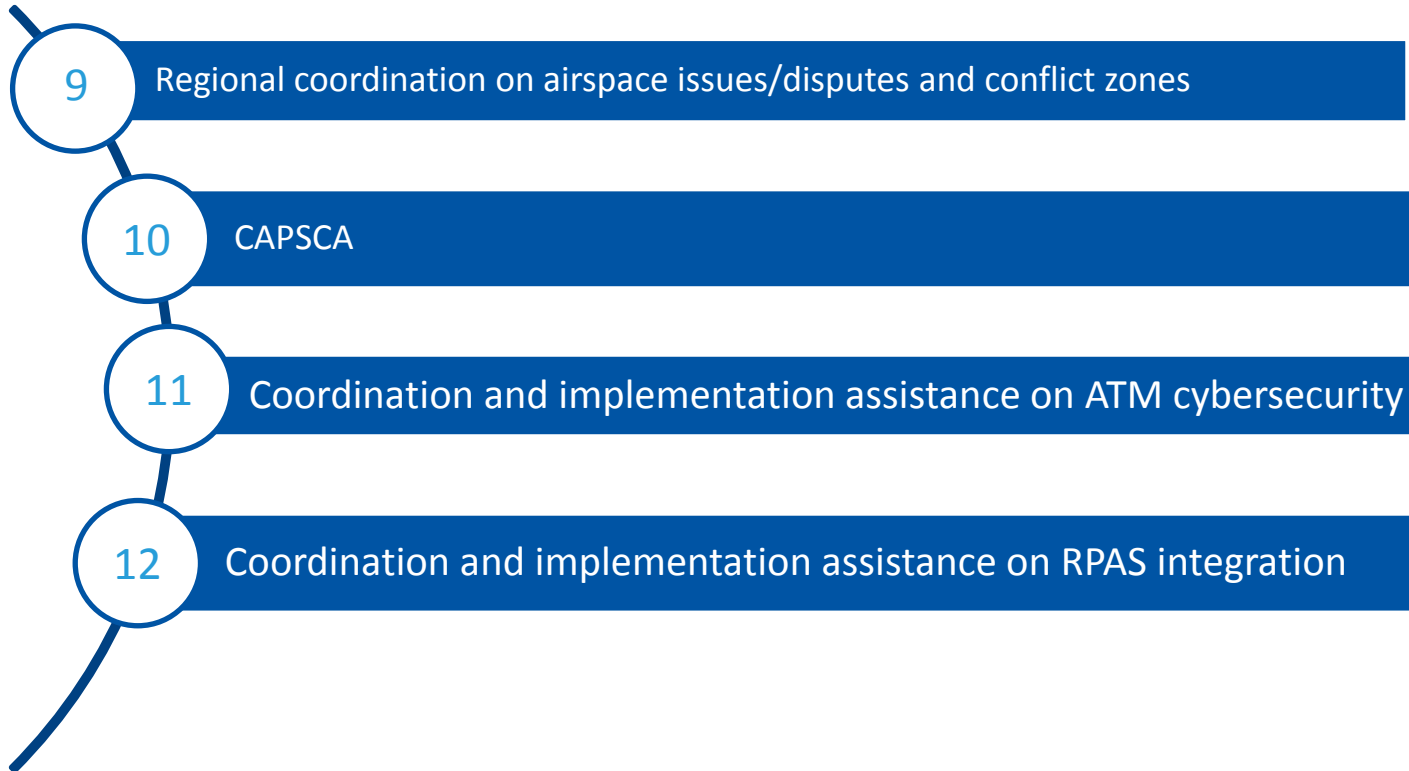 9
Regional coordination on airspace issues/disputes and conflict zones
10
CAPSCA
11
Coordination and implementation assistance on ATM cybersecurity
12
Coordination and implementation assistance on RPAS integration